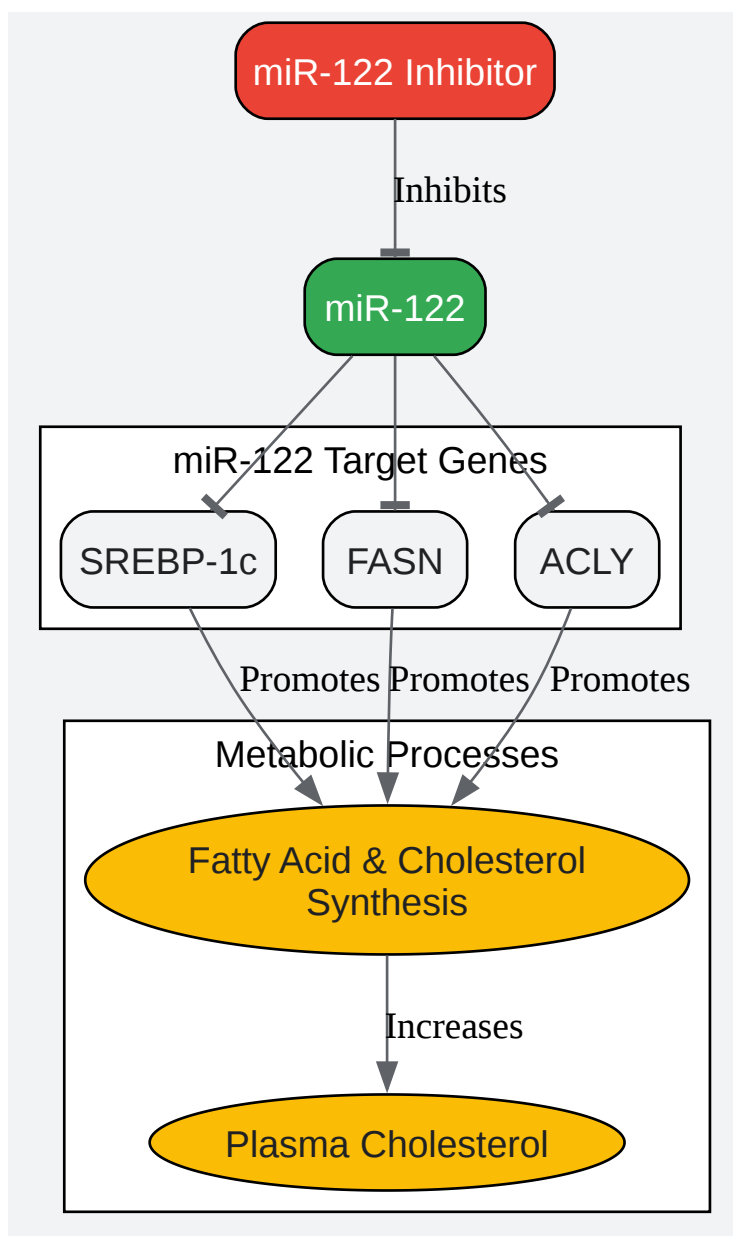 miR-122 Inhibitor
Inhibits
miR-122
miR-122 Target Genes
SREBP-1c
FASN
ACLY
Promotes
Promotes
Promotes
Metabolic Processes
Fatty Acid & Cholesterol
Synthesis
Increases
Plasma Cholesterol